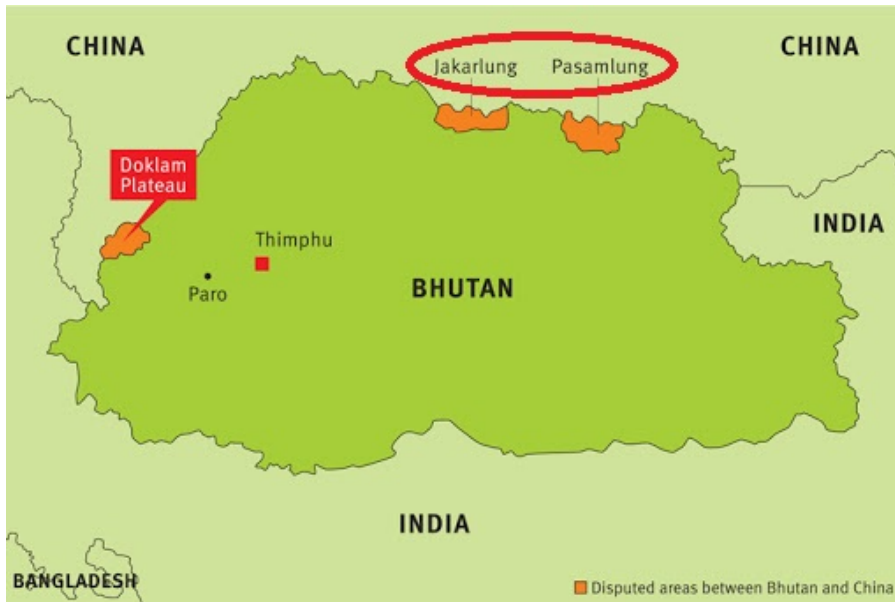 CHINA
CHINA
Jakarlung
Pasamlung
Doklam
Plateau
INDIA
Thimphu
Paro
BHUTAN
INDIA
BANGLADESH
Disputed areas between Bhutan and China